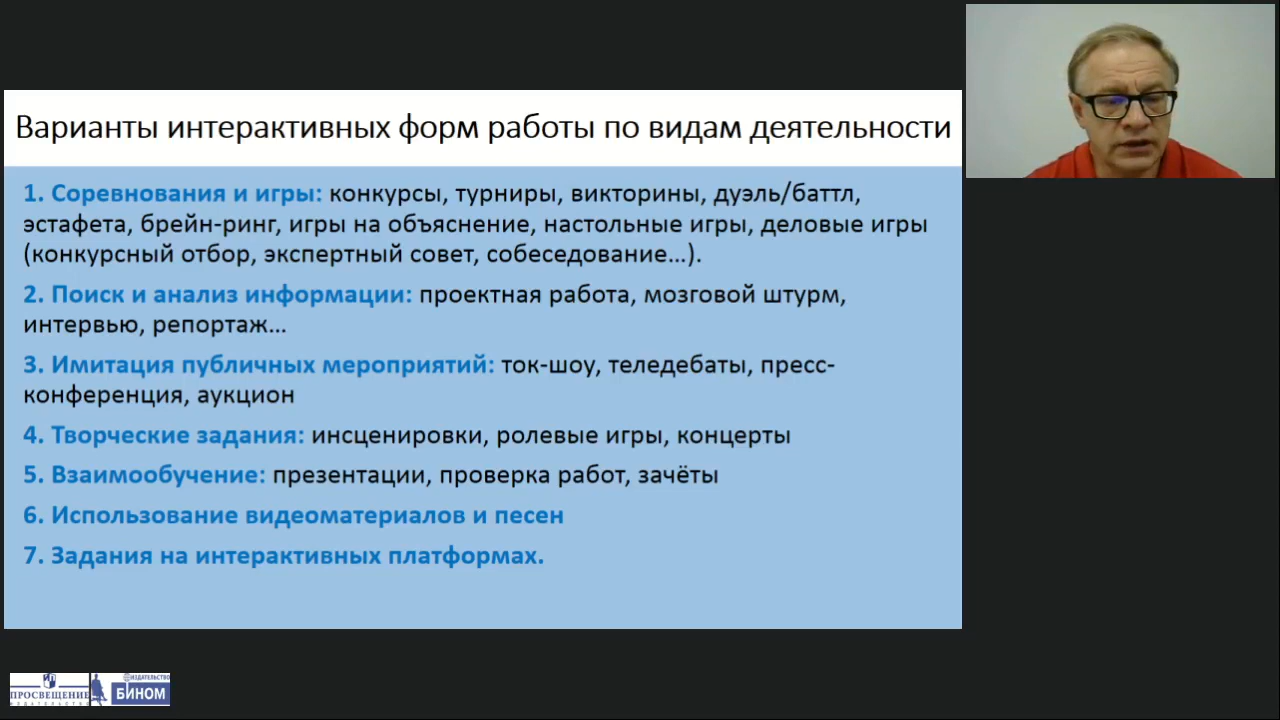 Варианты интерактивных форм работы по видам деятельности
1. Соревнования и игры: конкурсы, турниры, викторины, дуэль/баттл,
эстафета, брейн-ринг, игры на объяснение, настольные игры, деловые игры
(конкурсный отбор, экспертный совет, собеседование…).
2. Поиск и анализ информации: проектная работа, мозговой штурм,
интервью, репортаж…
3. Имитация публичных мероприятий: ток-шоу, теледебаты, пресс-
конференция, аукцион
4. Творческие задания: инсценировки, ролевые игры, концерты
5. Взаимообучение: презентации, проверка работ, зачёты
6. Использование видеоматериалов и песен
7. Задания на интерактивных платформах.
ПРОСВЕЩЕНИЕ
ИЗДАТЕЛЬСТВО
ИЗДАТЕЛЬСТВО
БИНОМ